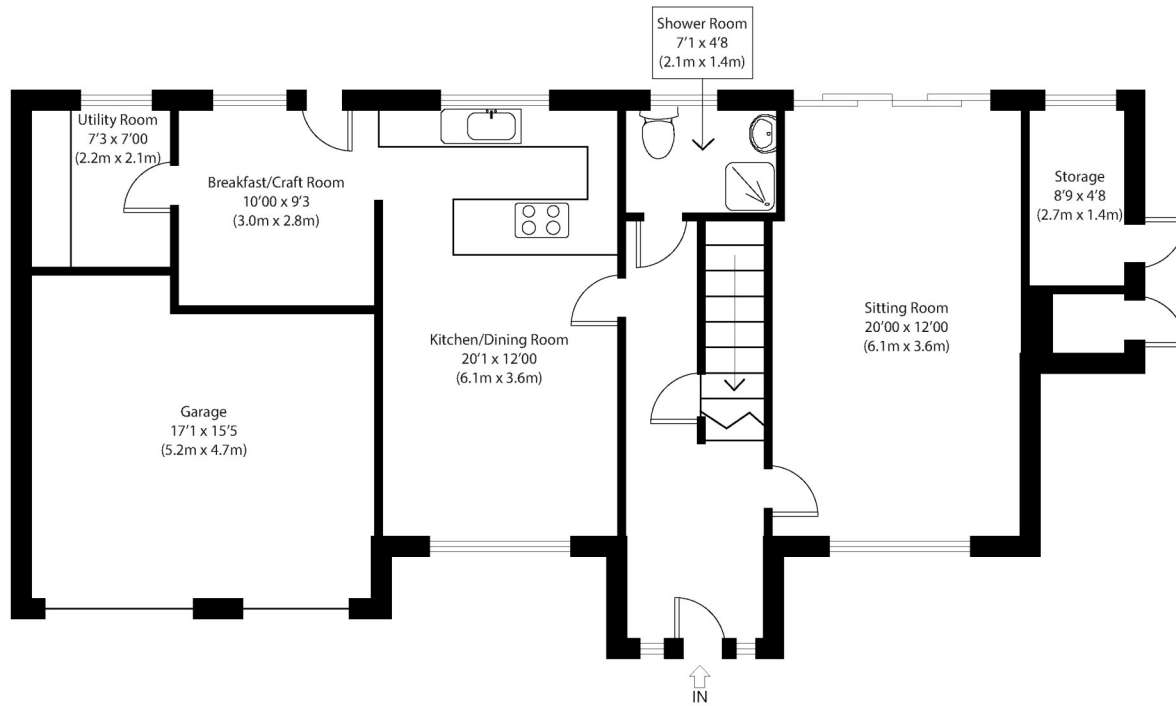 Shower Room
7'1 x 4'8
(2.1m x 1.4m)
Utility Room
7'3 x 7'00
(2.2m x 2.1m)
Breakfast/Craft Room
10'00 x 9'3
(3.0m x 2.8m)
Storage
8'9 x 4'8
(2.7m x 1.4m)
Kitchen/Dining Room
20'1 x 12'00
(6.1m x 3.6m)
Sitting Room
20'00 x 12'00
(6.1m x 3.6m)
Garage
17'1 x 15'5
(5.2m x 4.7m)
IN